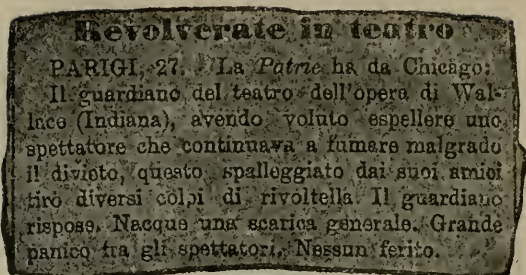 Revolverate in teatro
PARIGI, 27. La Patrie ha da Chicago:
Il guardiano del teatro dell'opera di Wal-
lace (Indiana), avendo voluto espellere uno
spettatore che continuava a fumare malgrado
il divieto, questo spalleggiato dai suoi amici
tirò diversi colpi di rivoltella. Il guardiano
rispose. Nacque una scarica generale. Grande
panico tra gli spettatori. Nessun ferito.